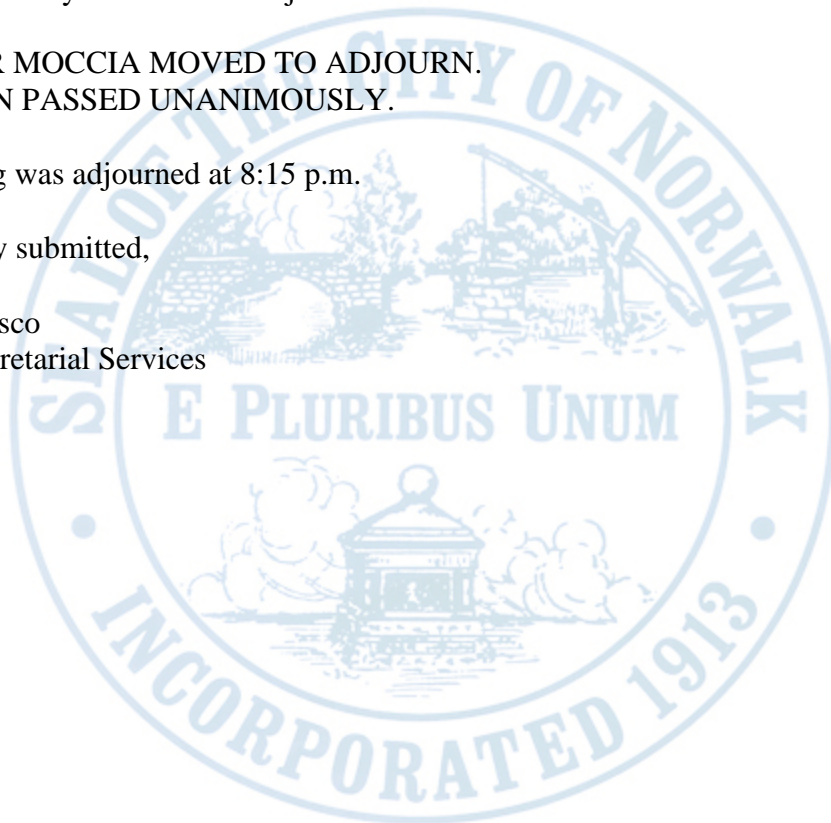 R MOCCIA MOVED TO ADJOURN.
N PASSED UNANIMOUSLY.
g was adjourned at 8:15 p.m.
y submitted,
sco
retarial Services
SEAL OF THE CITY OF NORWALK
E PLURIBUS UNUM
INCORPORATED 1913